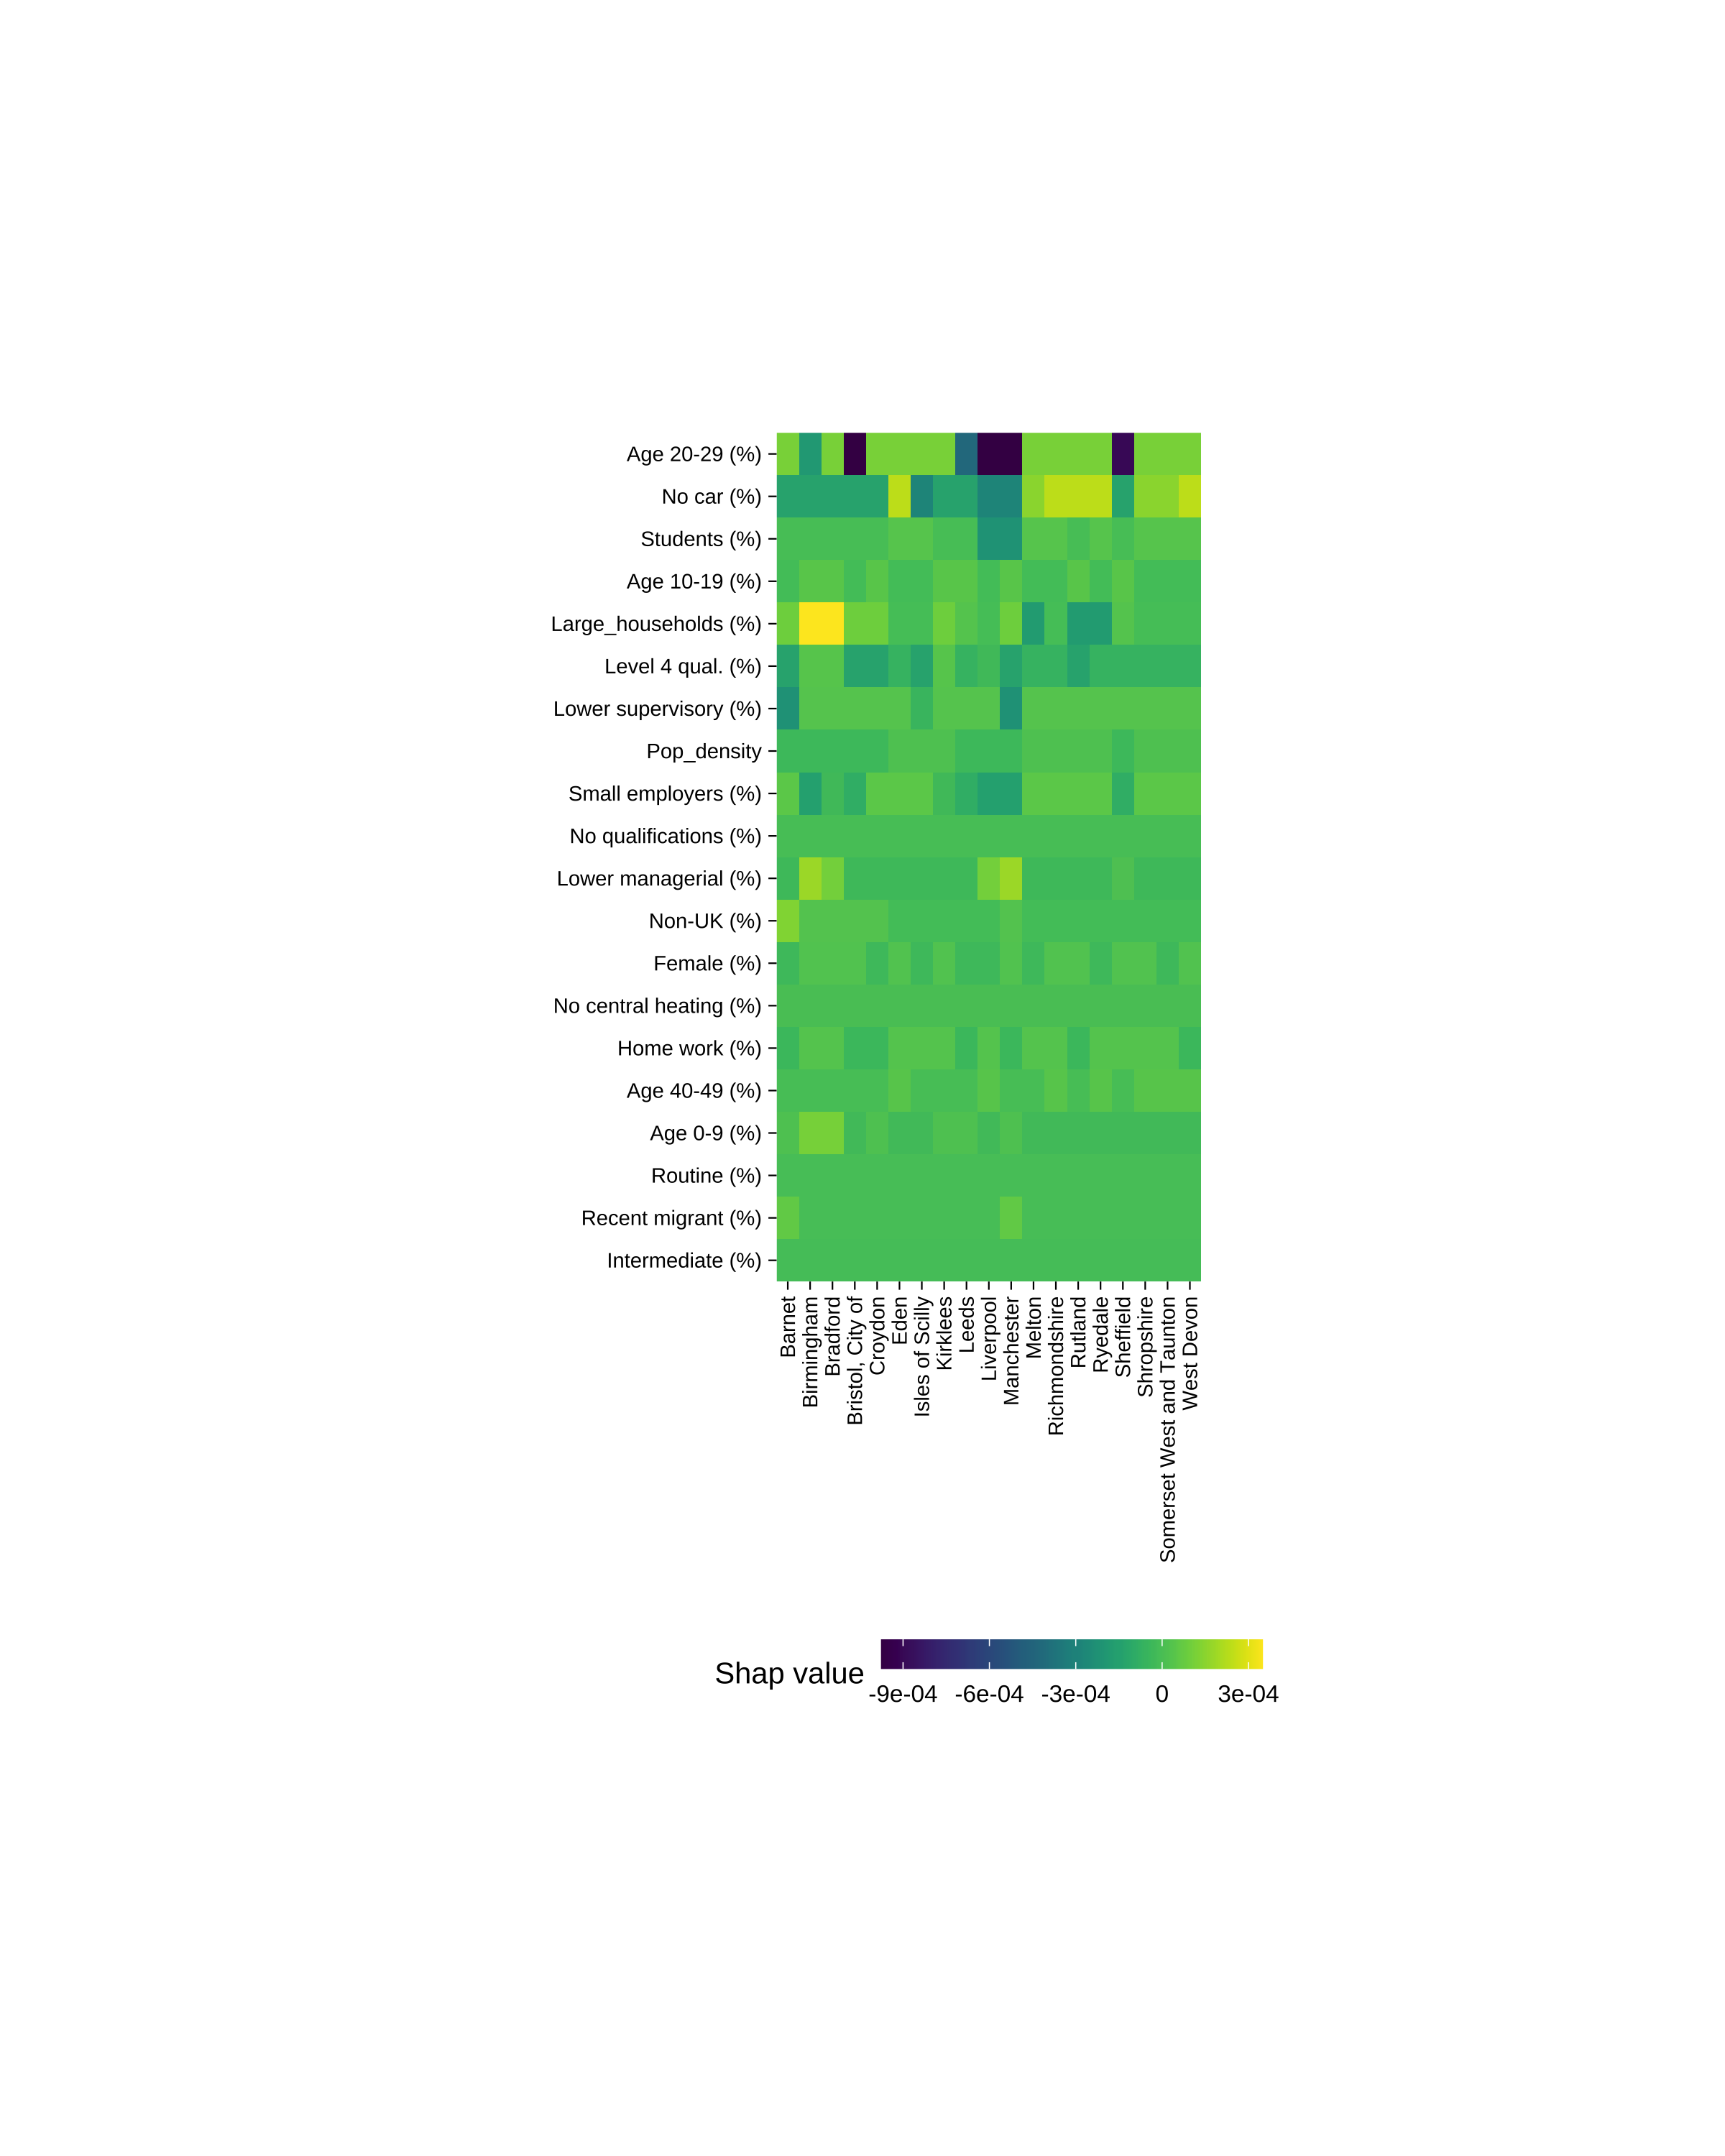 Age 20-29 (%)
No car (%)
Students (%)
Age 10-19 (%)
Large_households (%)
Level 4 qual. (%)
Lower supervisory (%)
Pop_density
Small employers (%)
No qualifications (%)
Lower managerial (%)
Non-UK (%)
Female (%)
No central heating (%)
Home work (%)
Age 40-49 (%)
Age 0-9 (%)
Routine (%)
Recent migrant (%)
Intermediate (%)
Barnet
Birmingham
Bradford
Bristol, City of
Croydon
Eden
Isles of Scilly
Kirklees
Leeds
Liverpool
Manchester
Melton
Richmondshire
Rutland
Ryedale
Sheffield
Shropshire
Somerset West and Taunton
West Devon
Shap value
-9e-04 -6e-04 -3e-04 0 3e-04